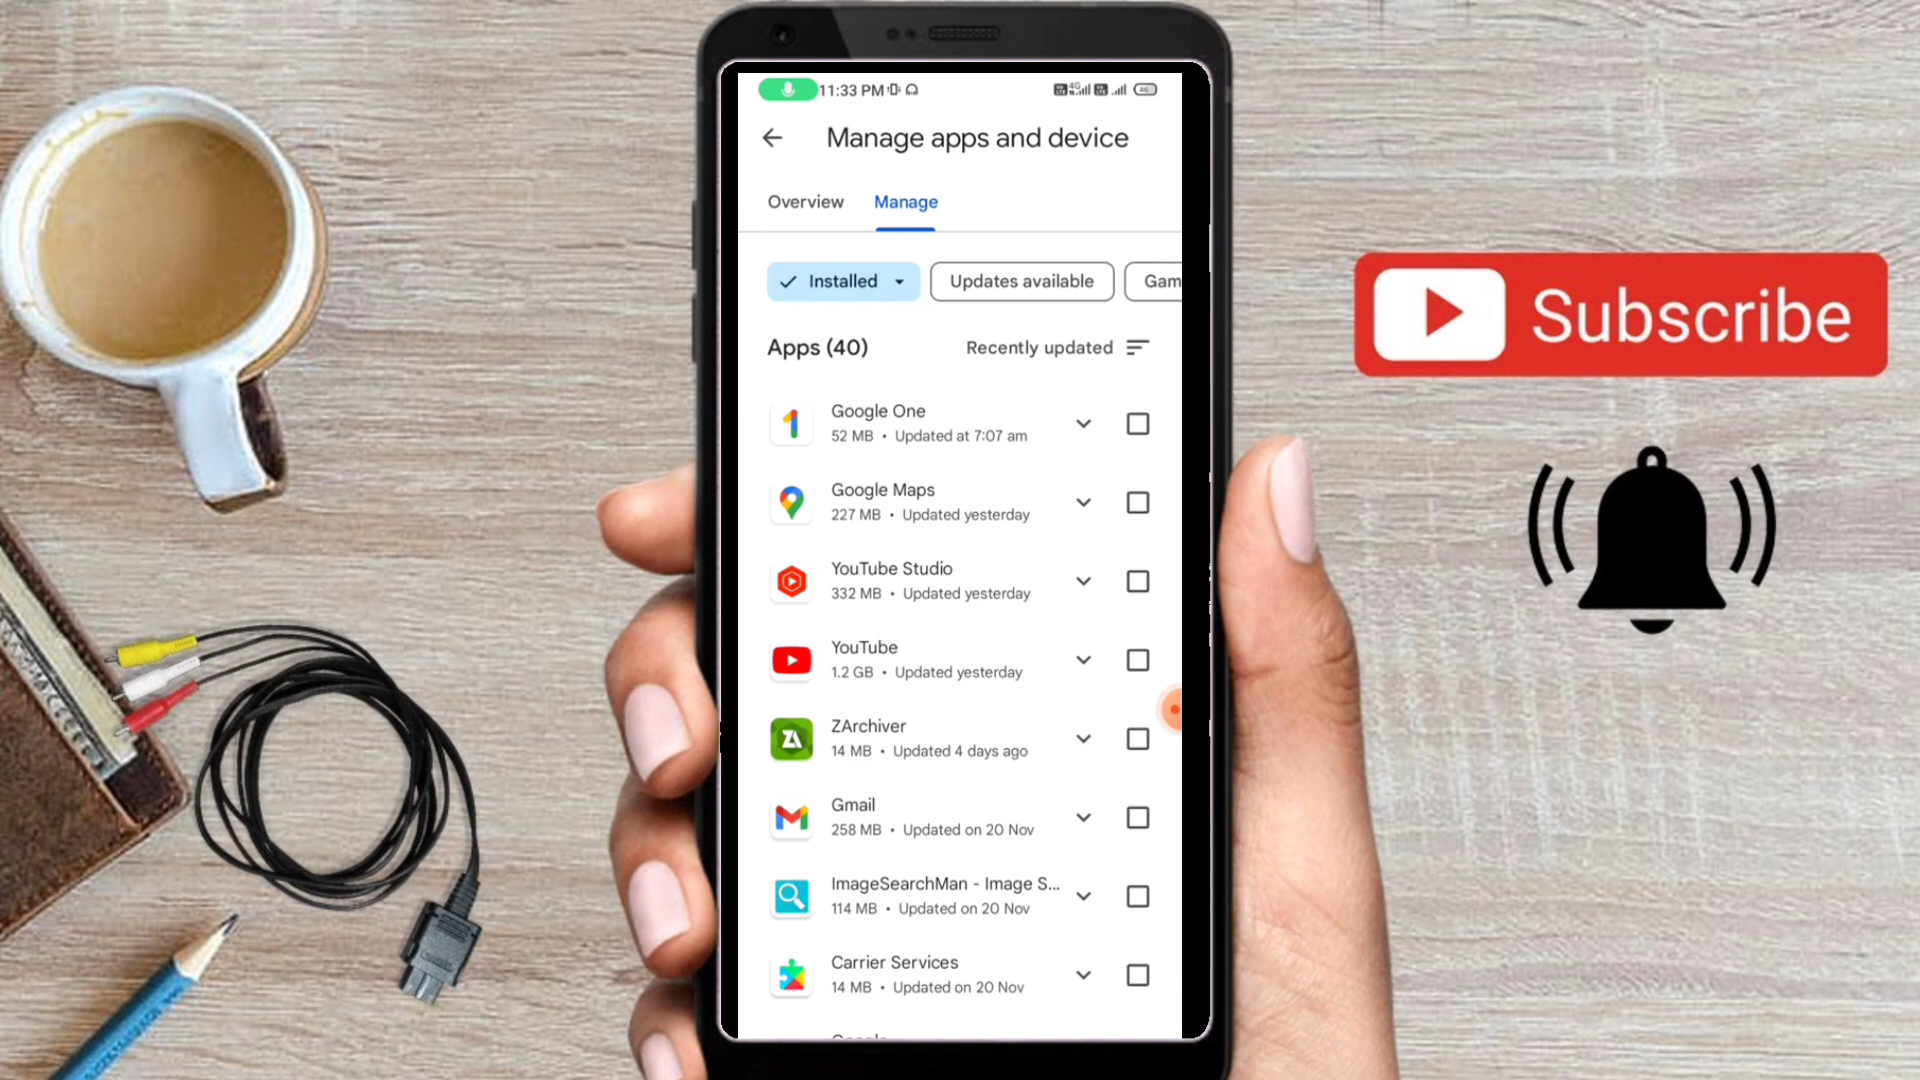 11:33 PM
4G
Manage apps and device
Overview
Manage
Installed
Updates available
Gam
Apps (40)
Recently updated
Google One
52 MB • Updated at 7:07 am
Google Maps
227 MB • Updated yesterday
YouTube Studio
332 MB • Updated yesterday
YouTube
1.2 GB • Updated yesterday
ZArchiver
14 MB • Updated 4 days ago
Gmail
258 MB • Updated on 20 Nov
ImageSearchMan - Image S...
114 MB • Updated on 20 Nov
Carrier Services
14 MB • Updated on 20 Nov
Subscribe